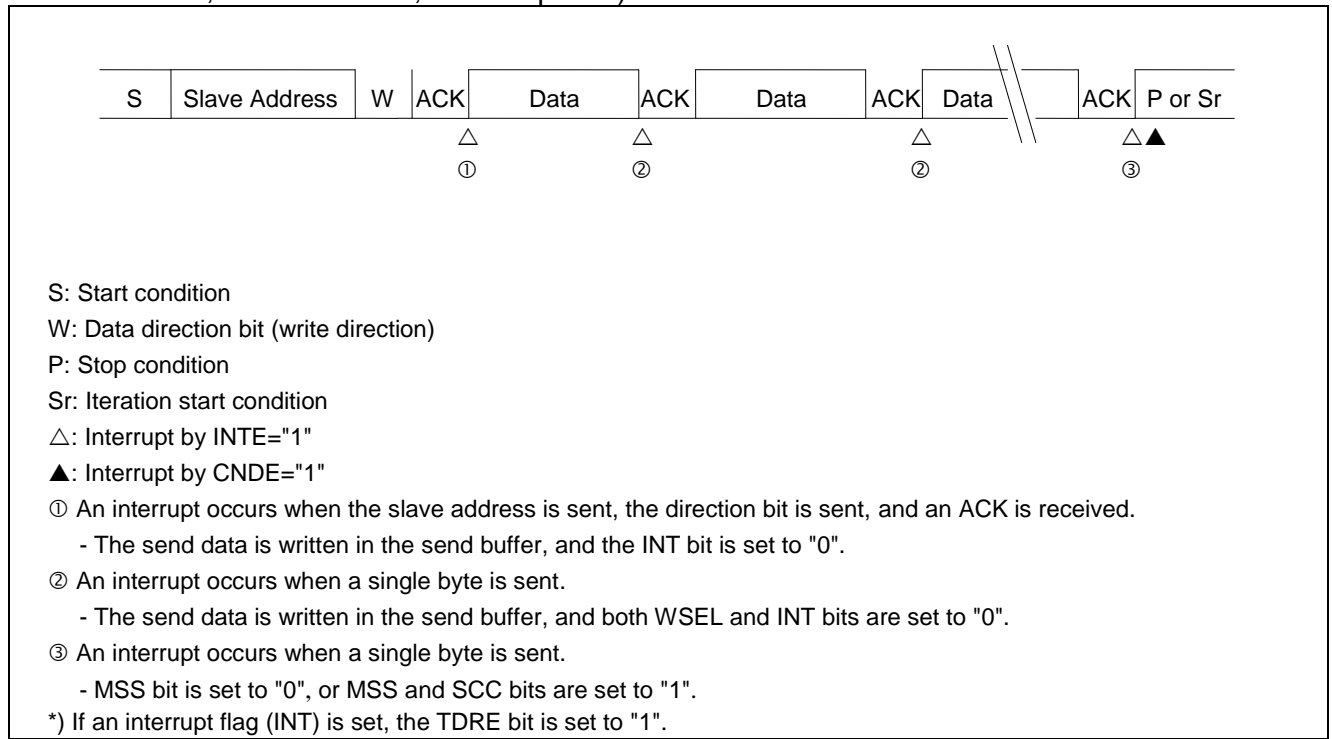 S Slave Address W ACK Data ACK Data ACK Data ACK P or Sr
△ △ △ △▲
① ② ② ③
S: Start condition
W: Data direction bit (write direction)
P: Stop condition
Sr: Iteration start condition
△: Interrupt by INTE="1"
▲: Interrupt by CNDE="1"
① An interrupt occurs when the slave address is sent, the direction bit is sent, and an ACK is received.
- The send data is written in the send buffer, and the INT bit is set to "0".
② An interrupt occurs when a single byte is sent.
- The send data is written in the send buffer, and both WSEL and INT bits are set to "0".
③ An interrupt occurs when a single byte is sent.
- MSS bit is set to "0", or MSS and SCC bits are set to "1".
*) If an interrupt flag (INT) is set, the TDRE bit is set to "1".